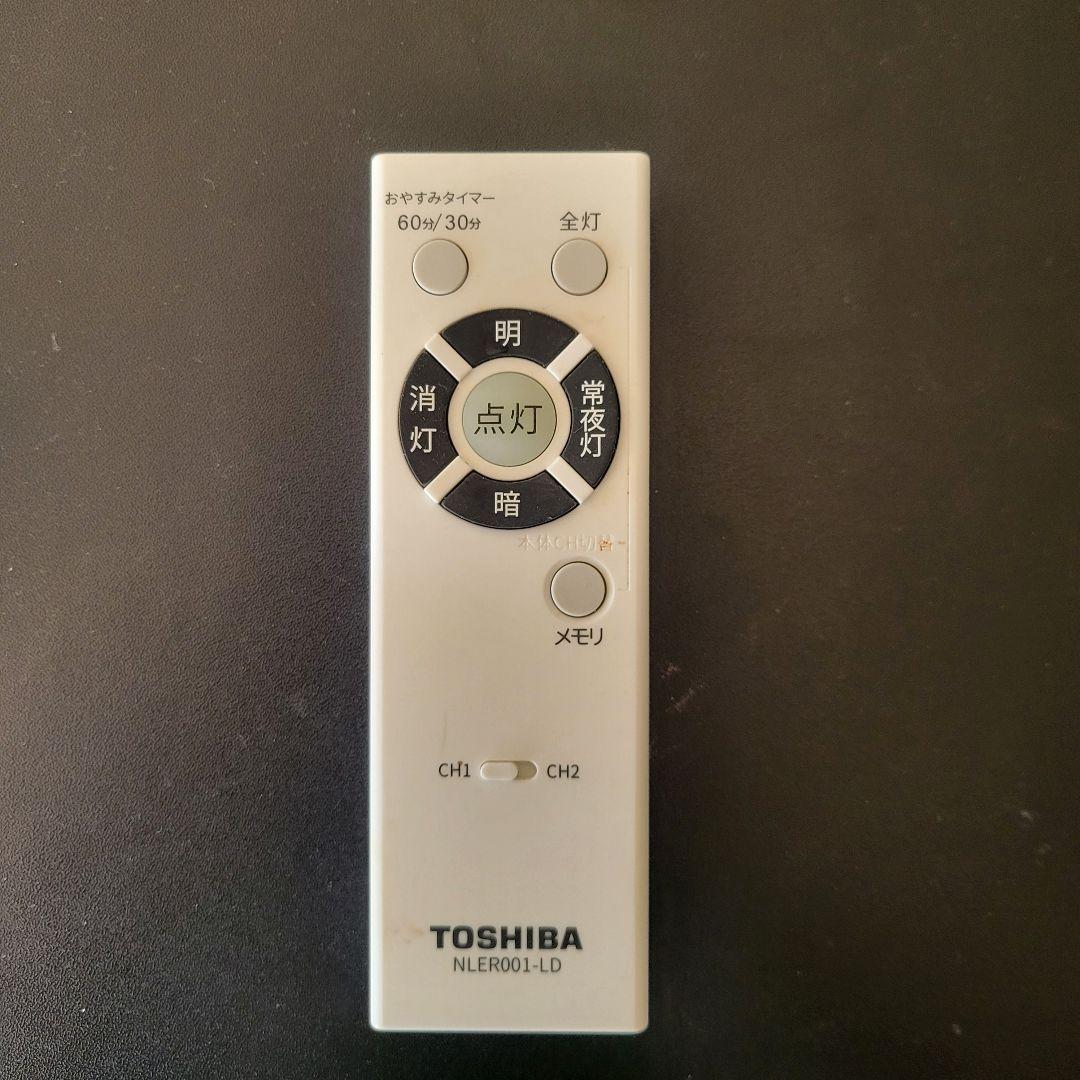 おやすみタイマー
60分/30分
全灯
明
消灯
点灯
常夜灯
暗
本体CH切替
メモリ
CH1
CH2
TOSHIBA
NLER001-LD